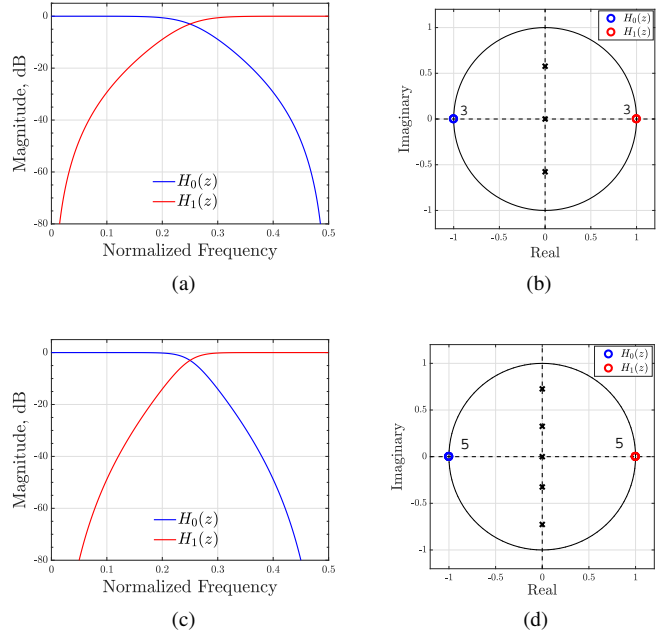 0
-20
-40
-60
-80
Magnitude, dB
0 0.1 0.2 0.3 0.4 0.5
Normalized Frequency
H₀(z)
H₁(z)
(a)
1
0.5
0
-0.5
-1
Imaginary
-1 -0.5 0 0.5 1
Real
3
3
H₀(z)
H₁(z)
(b)
0
-20
-40
-60
-80
Magnitude, dB
0 0.1 0.2 0.3 0.4 0.5
Normalized Frequency
H₀(z)
H₁(z)
(c)
1
0.5
0
-0.5
-1
Imaginary
-1 -0.5 0 0.5 1
Real
5
5
H₀(z)
H₁(z)
(d)